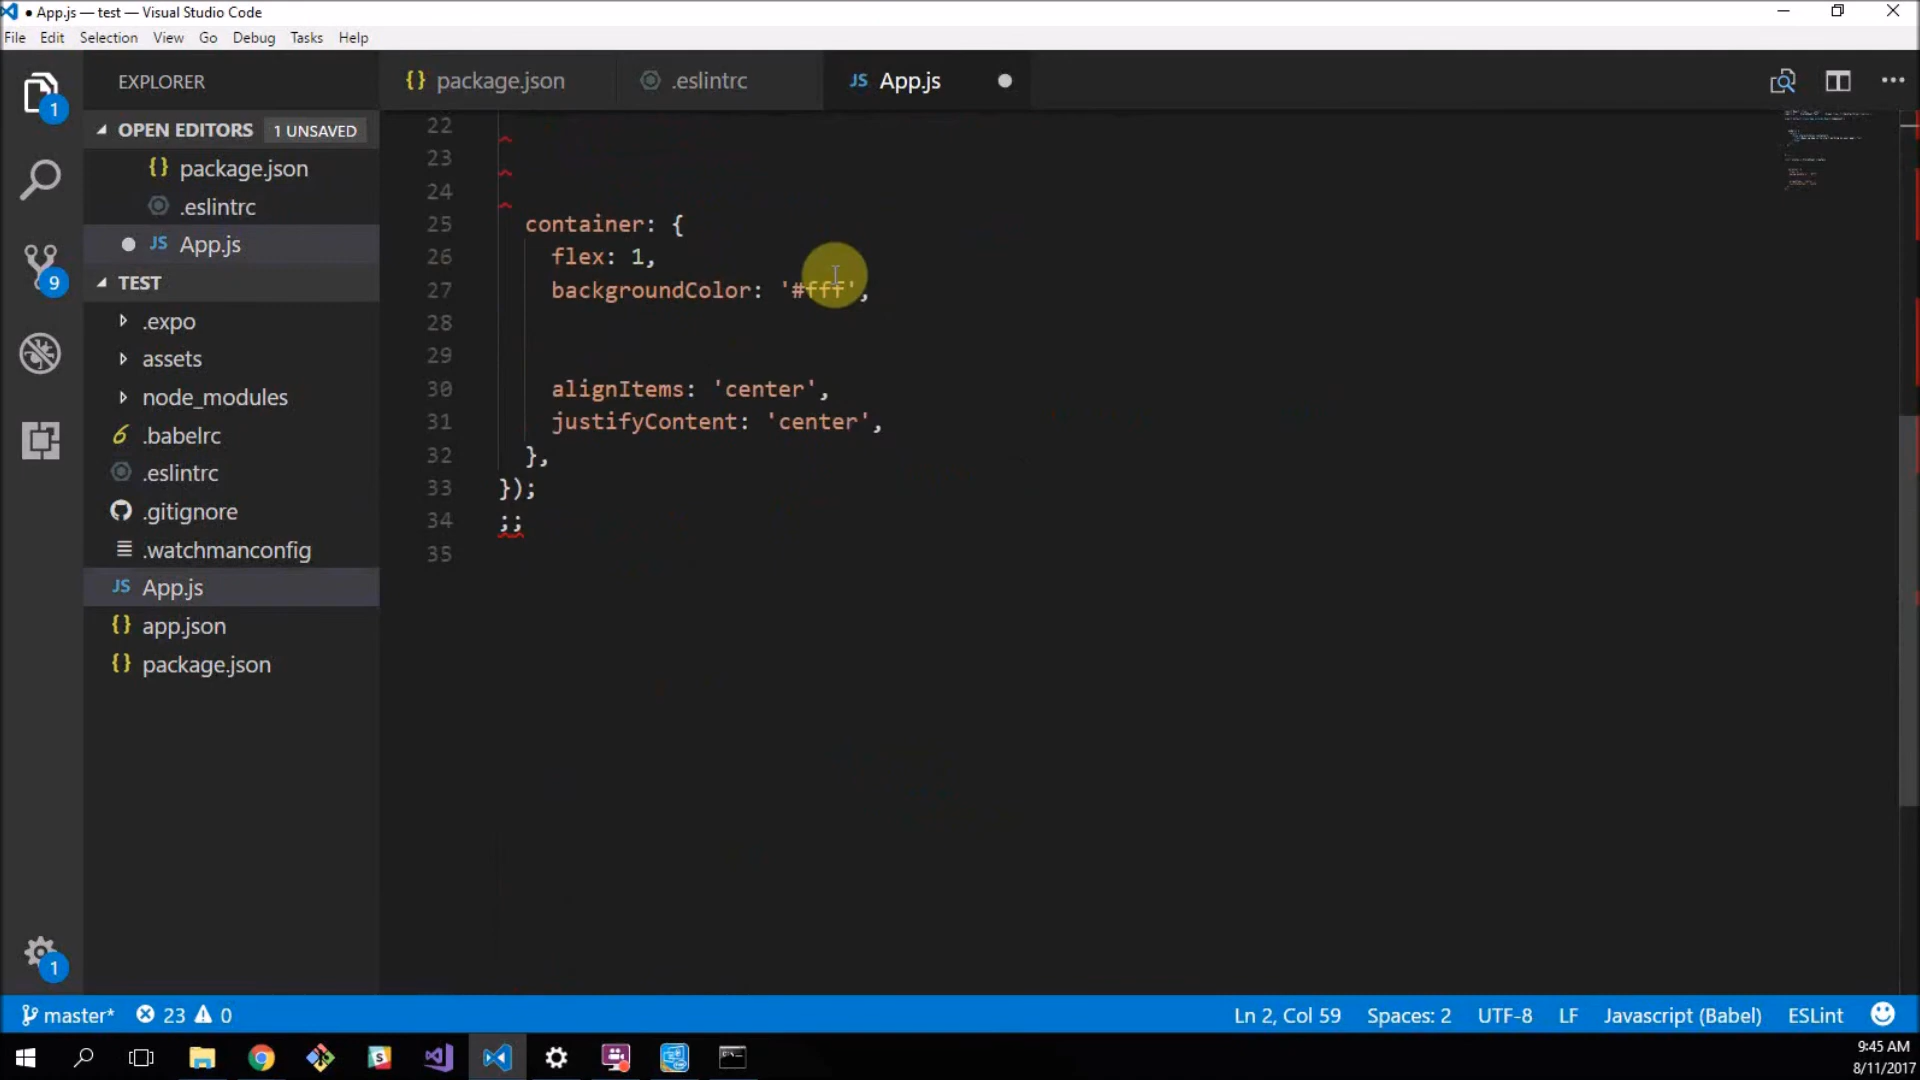 ● App.js — test — Visual Studio Code
File Edit Selection View Go Debug Tasks Help
EXPLORER
OPEN EDITORS 1 UNSAVED
{} package.json
.eslintrc
● JS App.js
TEST
.expo
assets
node_modules
6 .babelrc
.eslintrc
.gitignore
.watchmanconfig
JS App.js
{} app.json
{} package.json
1
9
1
{} package.json .eslintrc JS App.js ●
22
23
24
25 container: {
26 flex: 1,
27 backgroundColor: '#fff',
28
29
30 alignItems: 'center',
31 justifyContent: 'center',
32 },
33 });
34 ;;
35
master* 23 0 Ln 2, Col 59 Spaces: 2 UTF-8 LF Javascript (Babel) ESLint
9:45 AM
8/11/2017